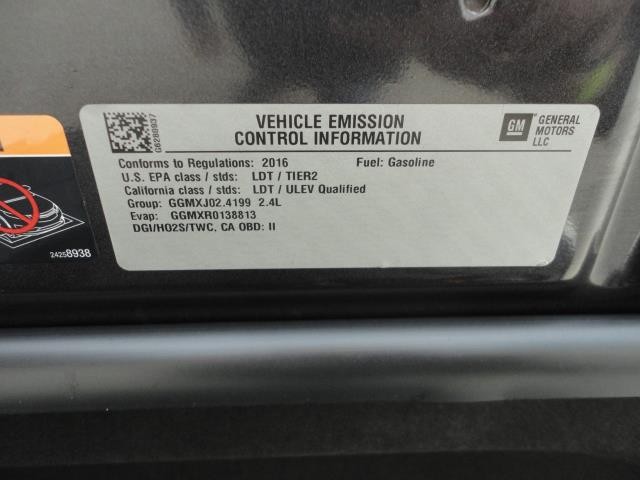 VEHICLE EMISSION
CONTROL INFORMATION
GM
GENERAL
MOTORS
LLC
Conforms to Regulations: 2016 Fuel: Gasoline
U.S. EPA class / stds: LDT / TIER2
California class / stds: LDT / ULEV Qualified
Group: GGMXJ02.4199 2.4L
Evap: GGMXR0138813
DGI/HO2S/TWC, CA OBD: II
24258938